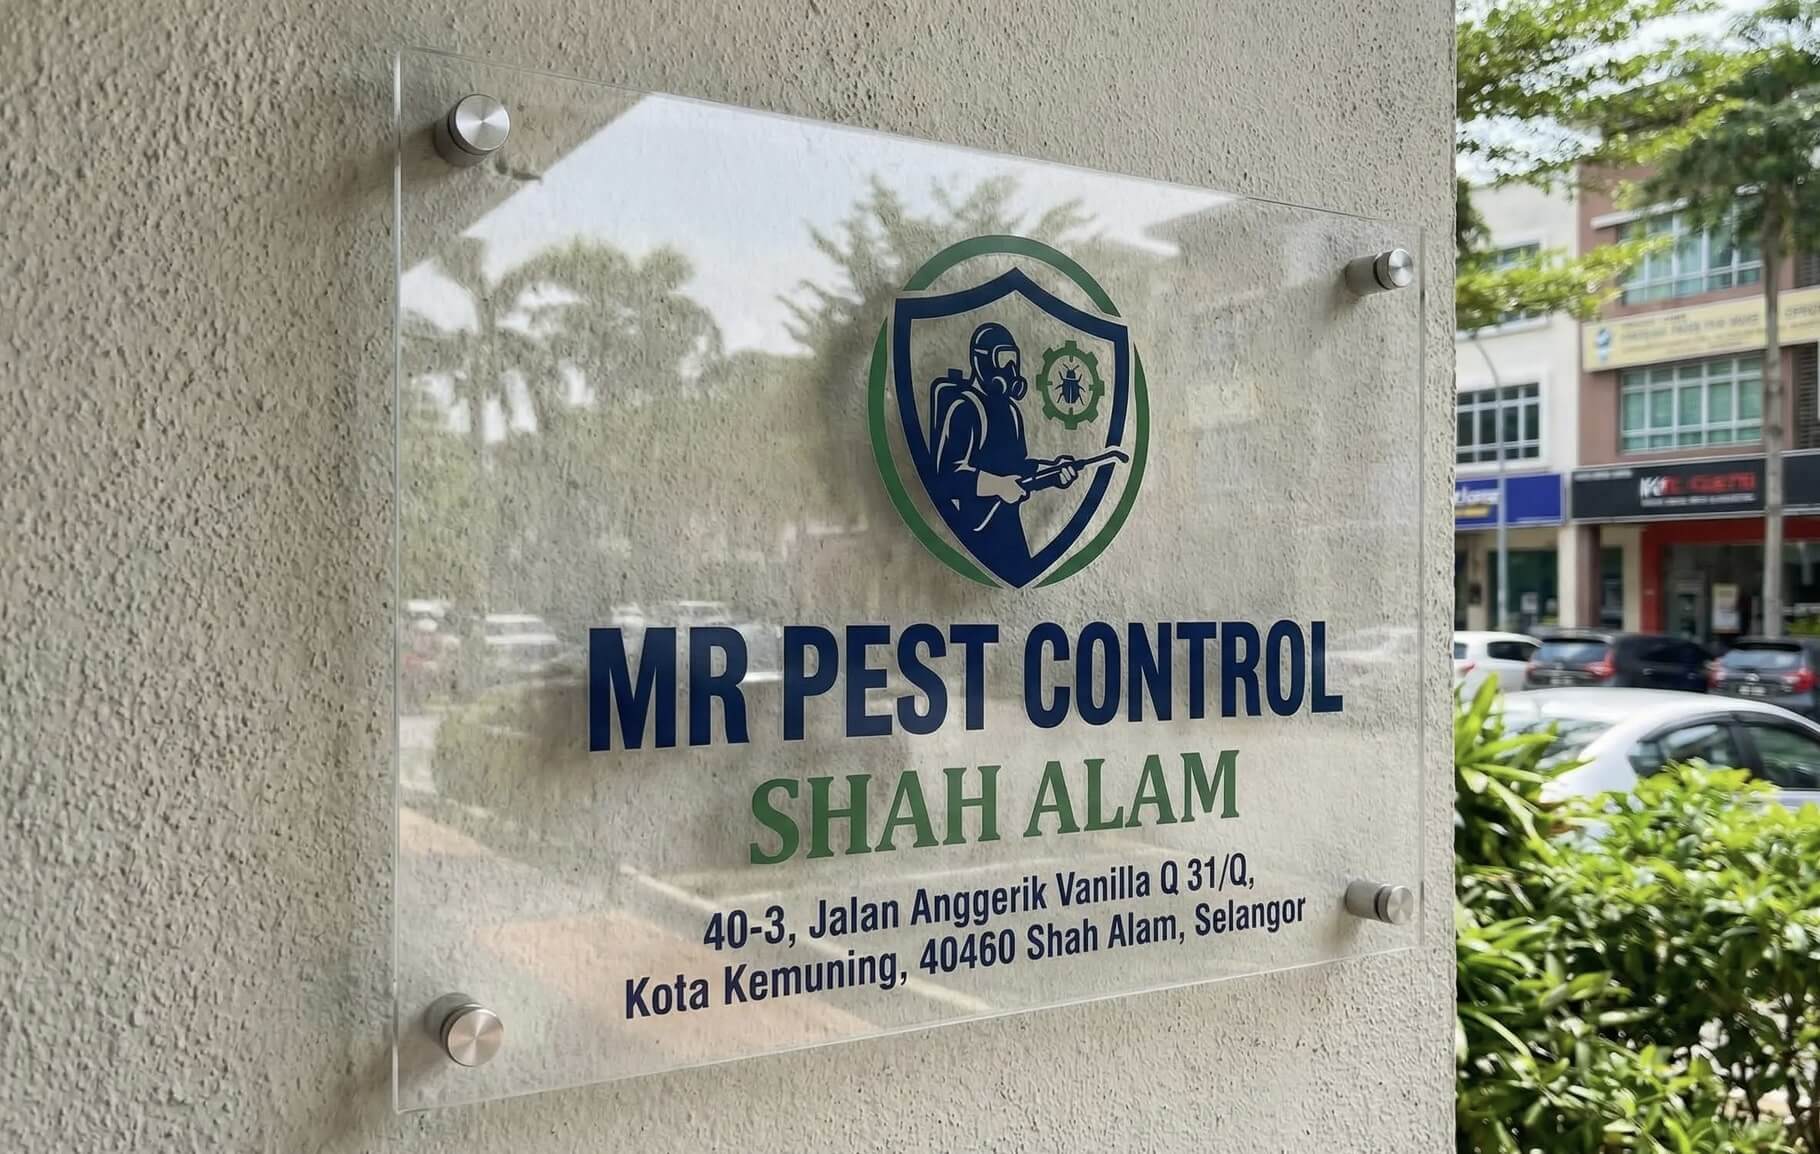 MR PEST CONTROL
SHAH ALAM
40-3, Jalan Anggerik Vanilla Q 31/Q,
Kota Kemuning, 40460 Shah Alam, Selangor